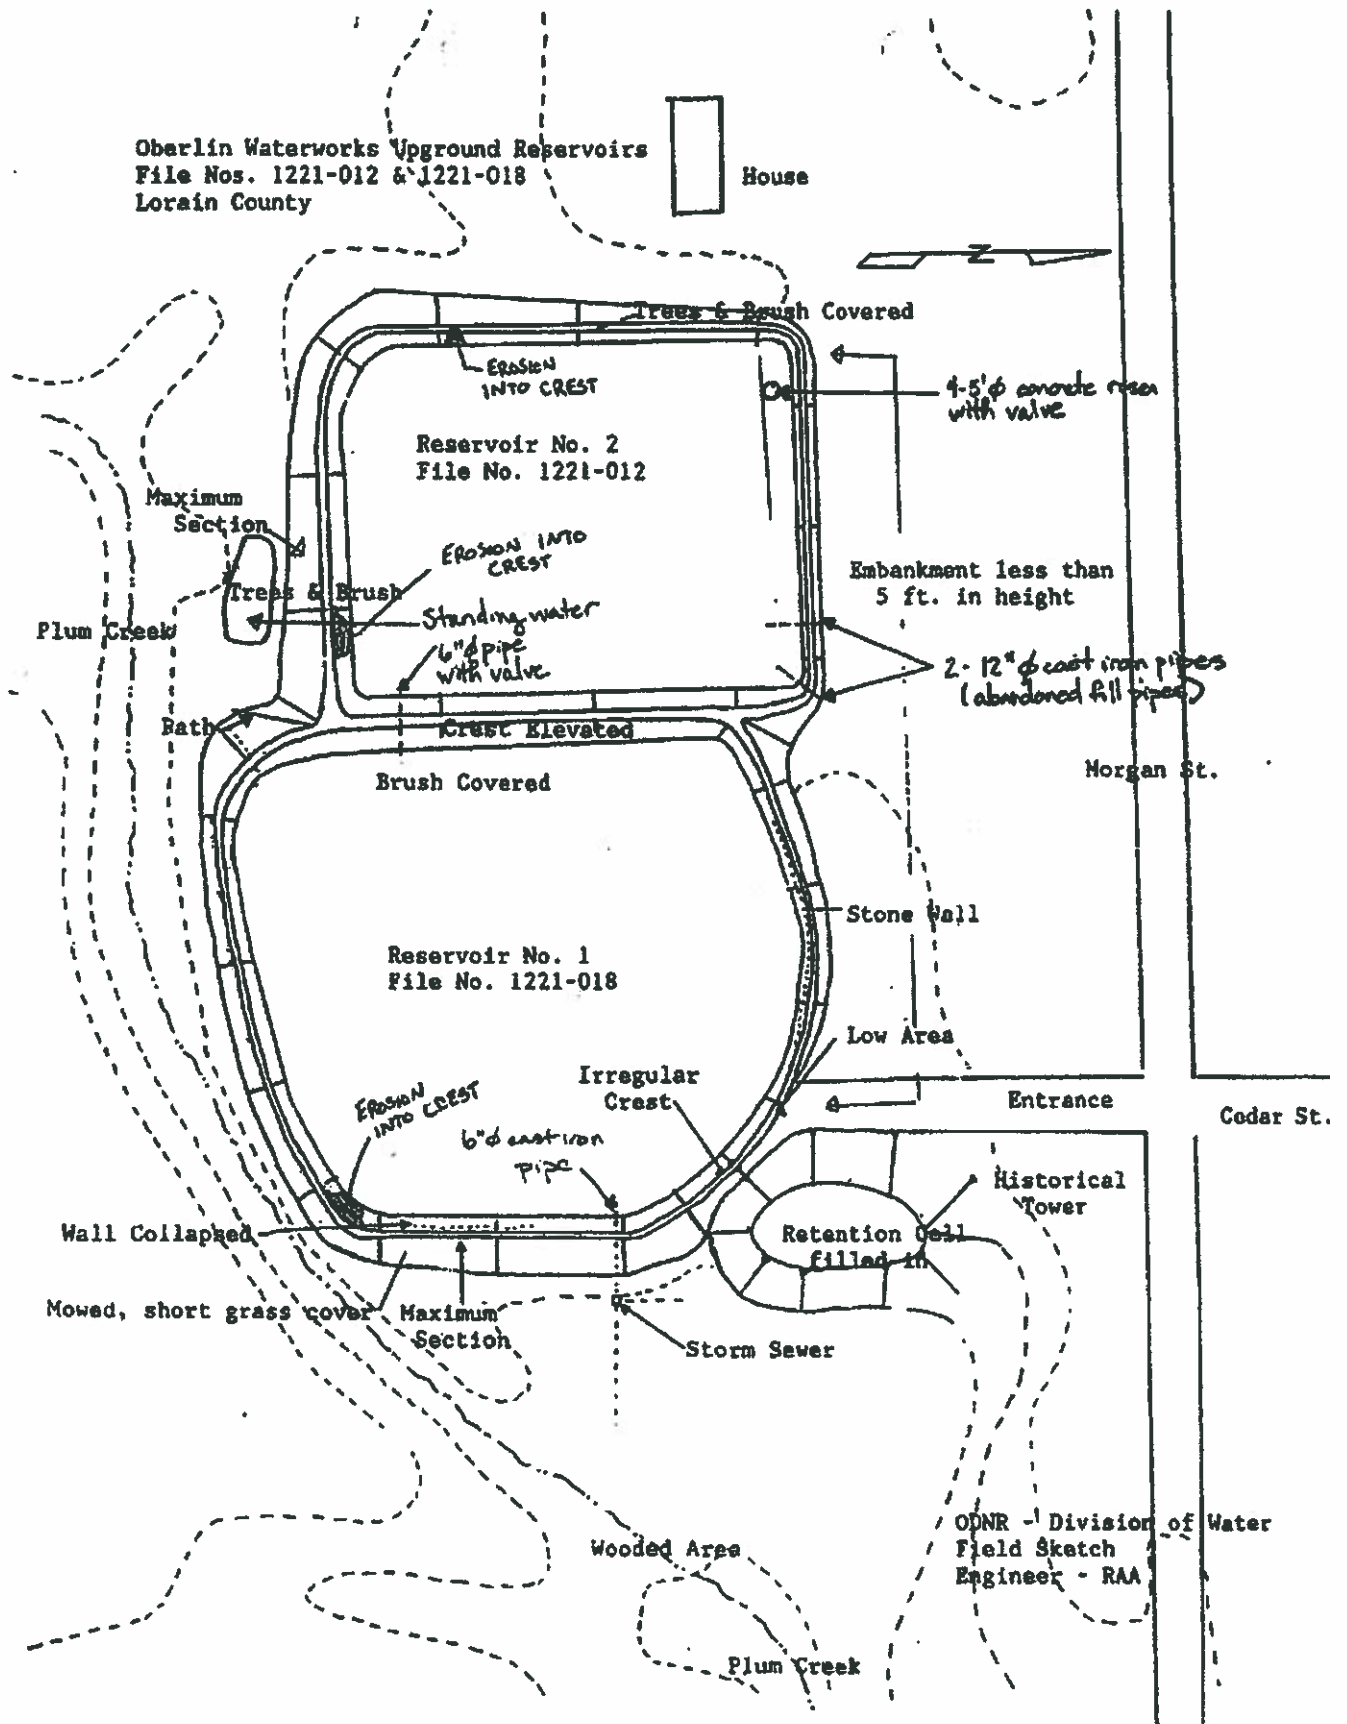 Oberlin Waterworks Upground Reservoirs
File Nos. 1221-012 & 1221-018
Lorain County
House
N
Trees & Brush Covered
EROSION
INTO CREST
4-5'φ concrete riser
with valve
Reservoir No. 2
File No. 1221-012
Maximum
Section
EROSION INTO
CREST
Embankment less than
5 ft. in height
Trees & Brush
Standing water
Plum Creek
6"φ pipe
with valve
2-12"φ cast iron pipes
(abandoned fill pipes)
Path
Crest Elevated
Brush Covered
Morgan St.
Stone Wall
Reservoir No. 1
File No. 1221-018
Low Area
Irregular
Crest
Entrance
Cedar St.
EROSION
INTO CREST
6"φ cast iron
pipe
Historical
Tower
Wall Collapsed
Retention Cell
filled in
Mowed, short grass cover
Maximum
Section
Storm Sewer
Wooded Area
ODNR - Division of Water
Field Sketch
Engineer - RAA
Plum Creek